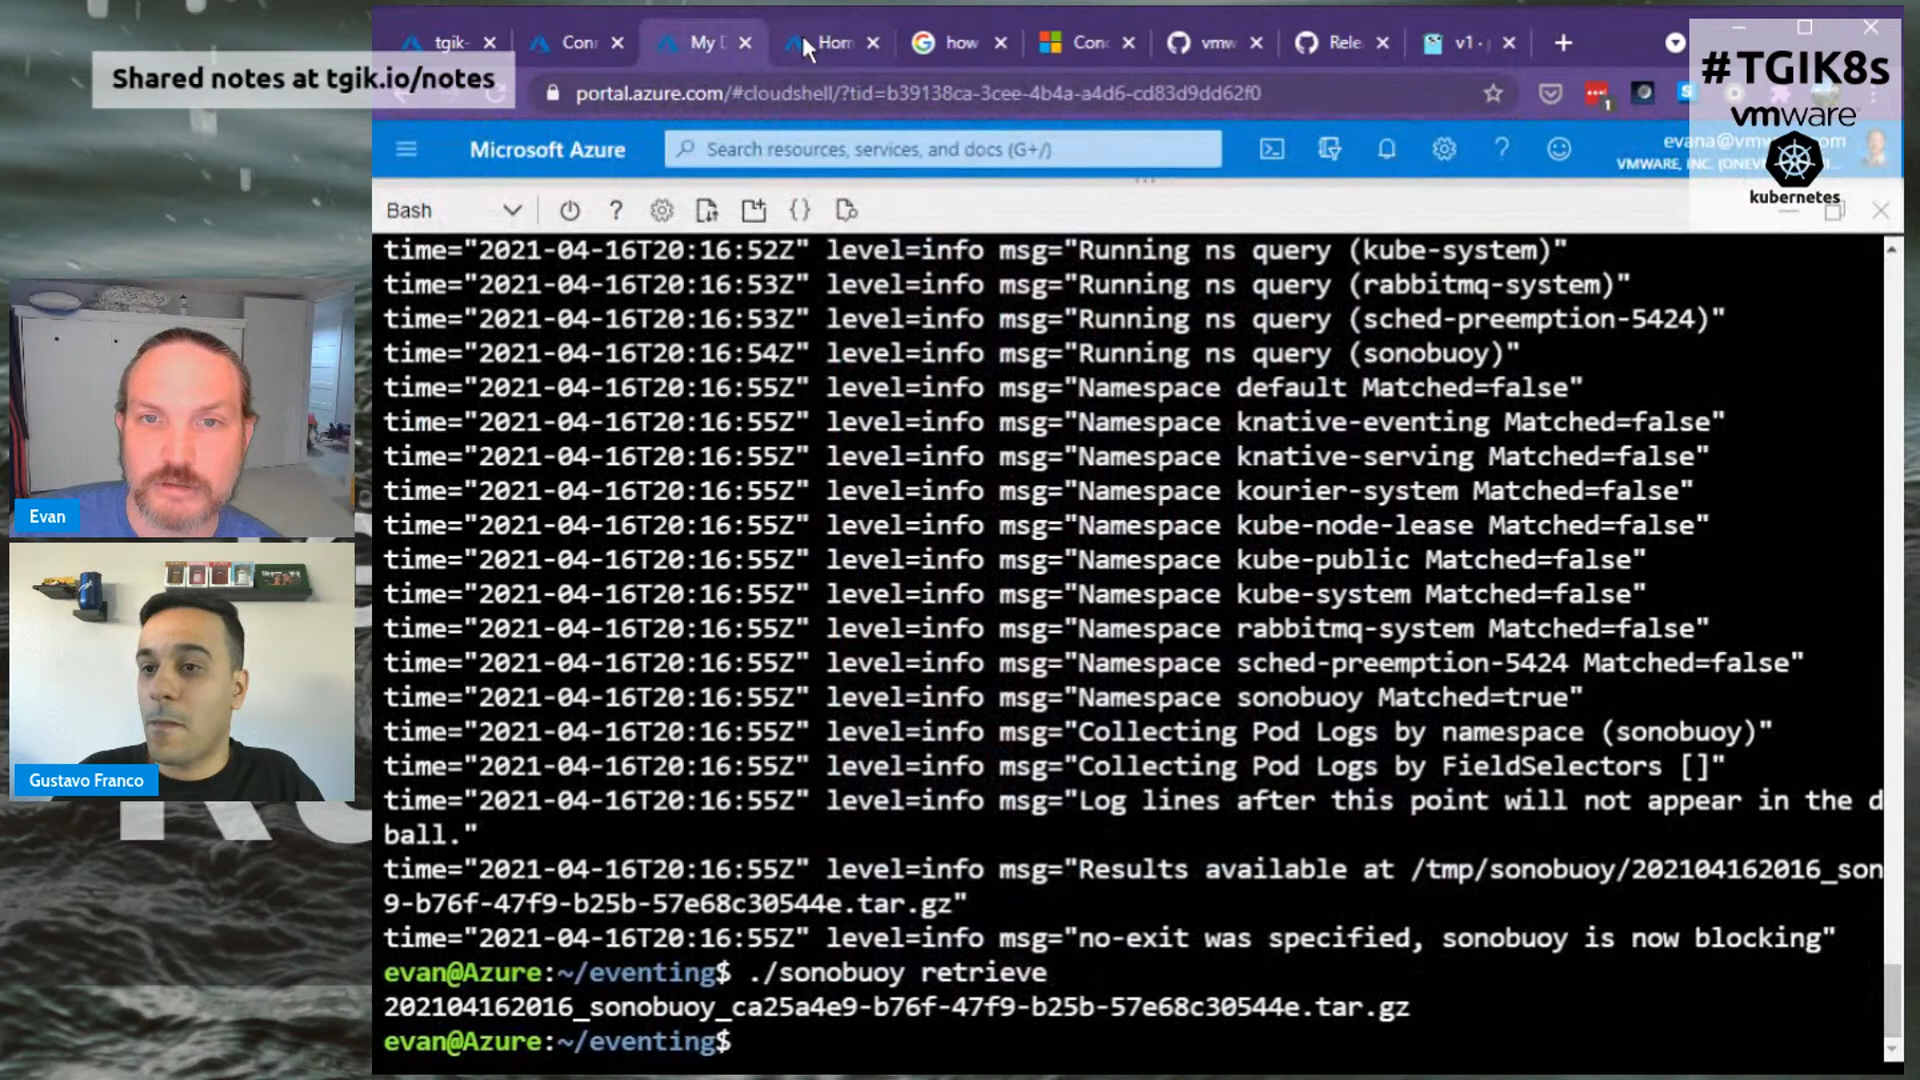 tgik-
Conr
My D
Hom
how
Conc
vmw
Rele
v1 ·
Shared notes at tgik.io/notes
portal.azure.com/#cloudshell/?tid=b39138ca-3cee-4b4a-a4d6-cd83d9dd62f0
#TGIK8s
vmware
kubernetes
Microsoft Azure
Search resources, services, and docs (G+/)
evana@vmw om
VMWARE, INC.
Bash
time="2021-04-16T20:16:52Z" level=info msg="Running ns query (kube-system)"
time="2021-04-16T20:16:53Z" level=info msg="Running ns query (rabbitmq-system)"
time="2021-04-16T20:16:53Z" level=info msg="Running ns query (sched-preemption-5424)"
time="2021-04-16T20:16:54Z" level=info msg="Running ns query (sonobuoy)"
time="2021-04-16T20:16:55Z" level=info msg="Namespace default Matched=false"
time="2021-04-16T20:16:55Z" level=info msg="Namespace knative-eventing Matched=false"
time="2021-04-16T20:16:55Z" level=info msg="Namespace knative-serving Matched=false"
time="2021-04-16T20:16:55Z" level=info msg="Namespace kourier-system Matched=false"
time="2021-04-16T20:16:55Z" level=info msg="Namespace kube-node-lease Matched=false"
time="2021-04-16T20:16:55Z" level=info msg="Namespace kube-public Matched=false"
time="2021-04-16T20:16:55Z" level=info msg="Namespace kube-system Matched=false"
time="2021-04-16T20:16:55Z" level=info msg="Namespace rabbitmq-system Matched=false"
time="2021-04-16T20:16:55Z" level=info msg="Namespace sched-preemption-5424 Matched=false"
time="2021-04-16T20:16:55Z" level=info msg="Namespace sonobuoy Matched=true"
time="2021-04-16T20:16:55Z" level=info msg="Collecting Pod Logs by namespace (sonobuoy)"
time="2021-04-16T20:16:55Z" level=info msg="Collecting Pod Logs by FieldSelectors []"
time="2021-04-16T20:16:55Z" level=info msg="Log lines after this point will not appear in the d
ball."
time="2021-04-16T20:16:55Z" level=info msg="Results available at /tmp/sonobuoy/202104162016_son
9-b76f-47f9-b25b-57e68c30544e.tar.gz"
time="2021-04-16T20:16:55Z" level=info msg="no-exit was specified, sonobuoy is now blocking"
evan@Azure:~/eventing$ ./sonobuoy retrieve
202104162016_sonobuoy_ca25a4e9-b76f-47f9-b25b-57e68c30544e.tar.gz
evan@Azure:~/eventing$
Evan
Gustavo Franco